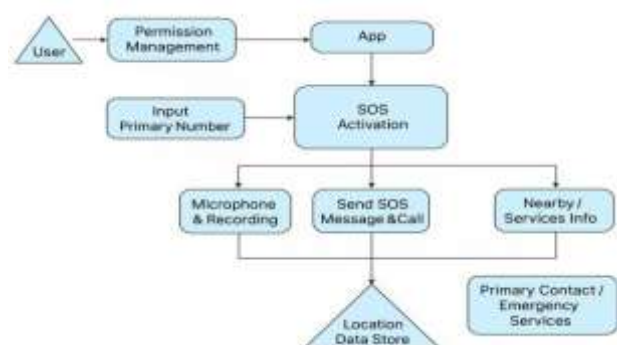 User
Permission
Management
App
Input
Primary Number
SOS
Activation
Microphone
& Recording
Send SOS
Message &Call
Nearby /
Services Info
Primary Contact /
Emergency
Services
Location
Data Store